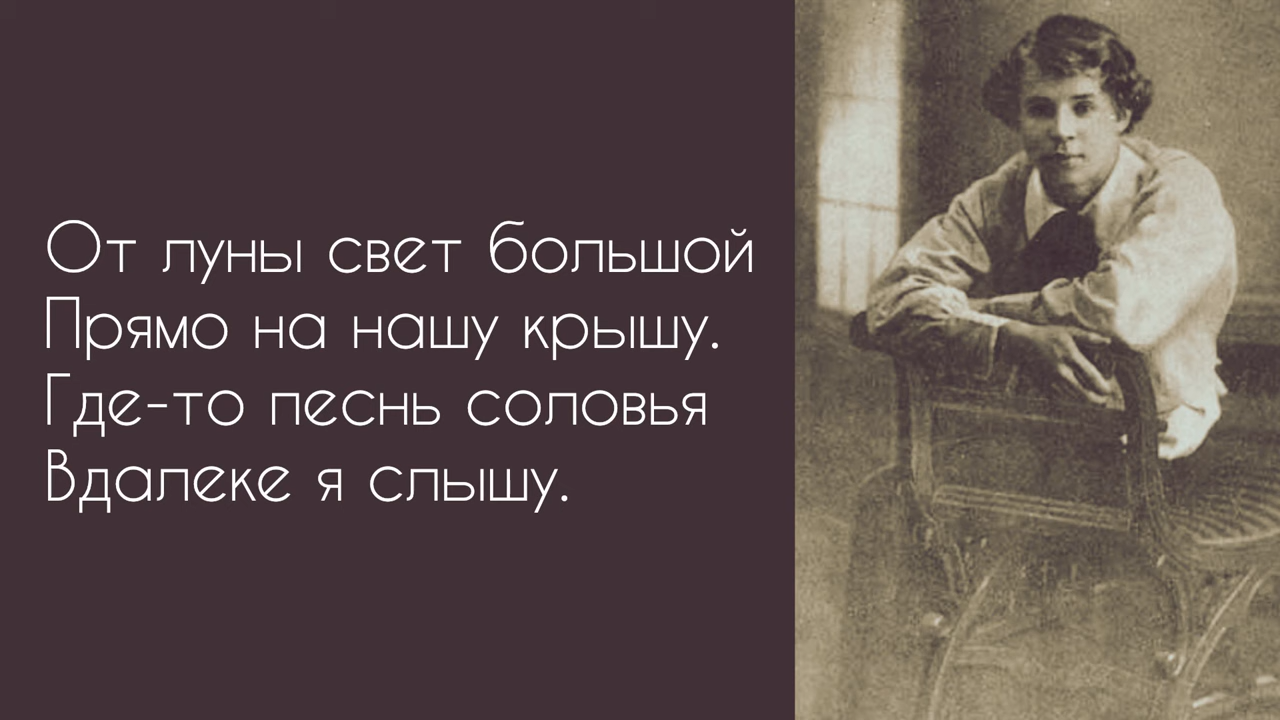 От луны свет большой
Прямо на нашу крышу.
Где-то песнь соловья
Вдалеке я слышу.